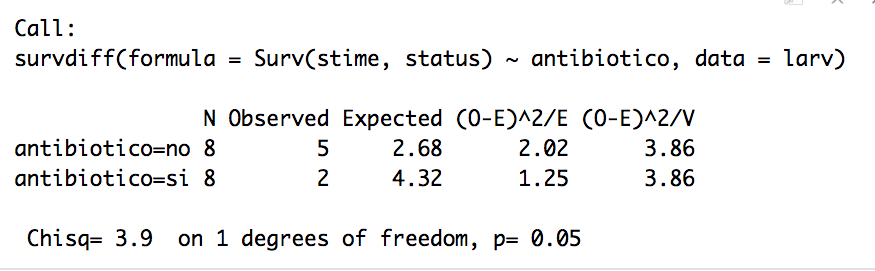 Call:
survdiff(formula = Surv(stime, status) ~ antibiotico, data = larv)
N Observed Expected (O-E)^2/E (O-E)^2/V
antibiotico=no 8 5 2.68 2.02 3.86
antibiotico=si 8 2 4.32 1.25 3.86
Chisq= 3.9 on 1 degrees of freedom, p= 0.05